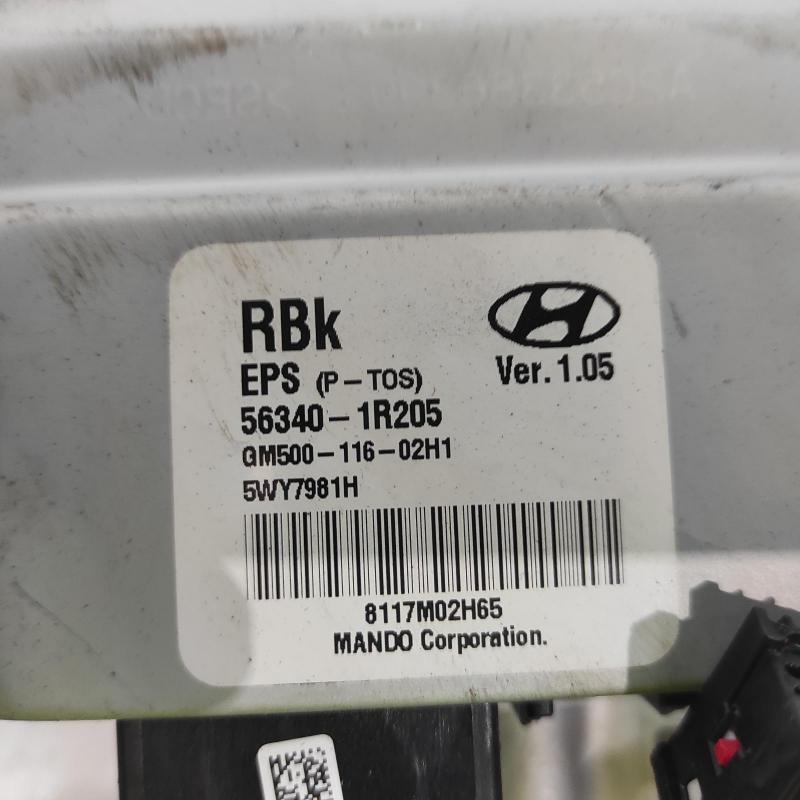 RBk
EPS (P-TOS)
Ver. 1.05
56340-1R205
GM500-116-02H1
5WY7981H
8117M02H65
MANDO Corporation.